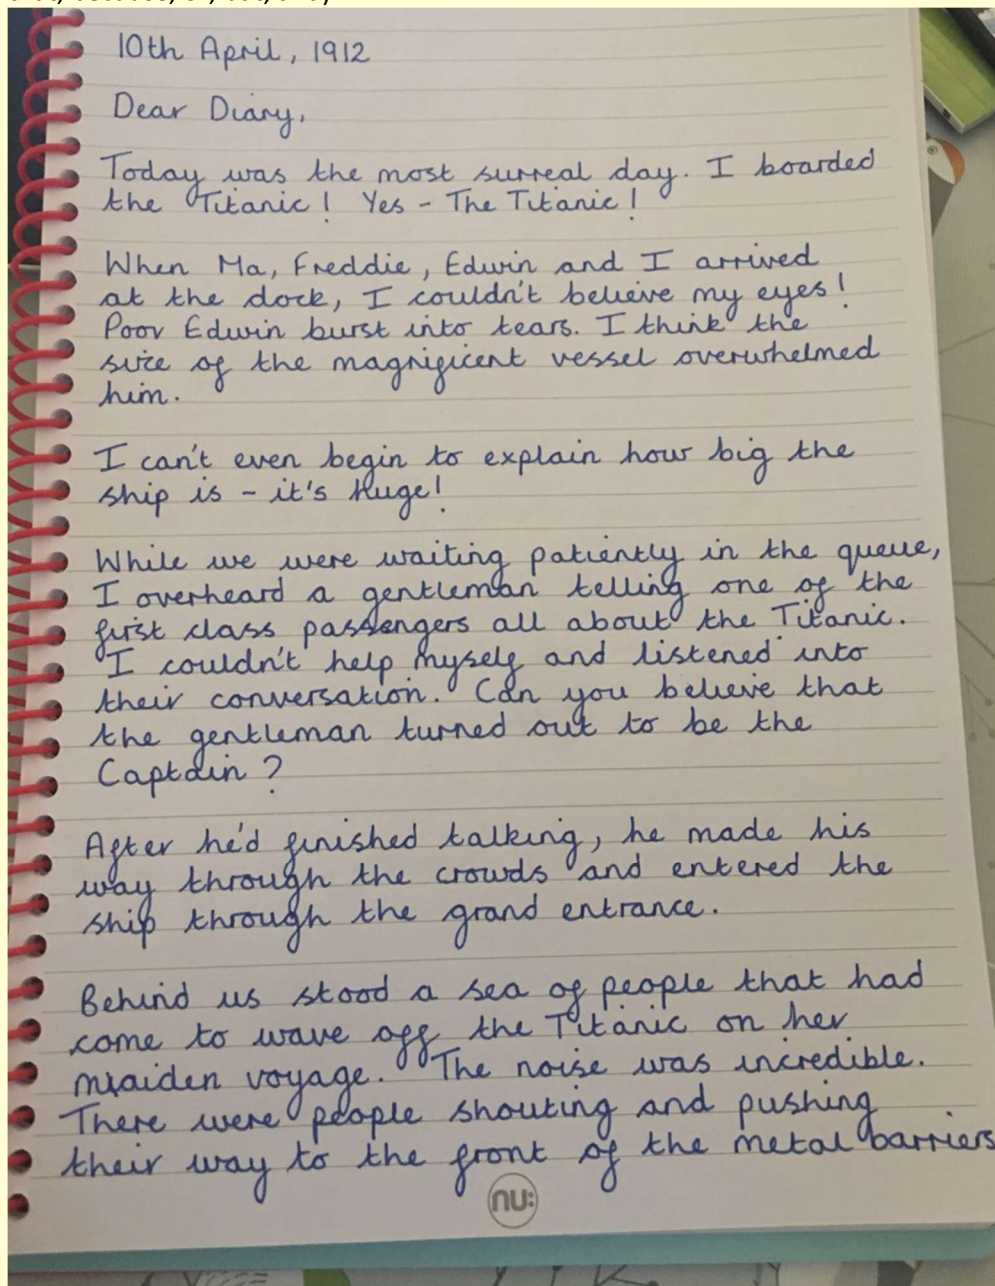 10th April, 1912
Dear Diary,
Today was the most surreal day. I boarded
the Titanic! Yes - The Titanic!
When Ma, Freddie, Edwin and I arrived
at the dock, I couldn't believe my eyes!
Poor Edwin burst into tears. I think the
size of the magnificent vessel overwhelmed
him.
I can't even begin to explain how big the
ship is - it's huge!
While we were waiting patiently in the queue,
I overheard a gentleman telling one of the
first class passengers all about the Titanic.
I couldn't help myself and listened into
their conversation. Can you believe that
the gentleman turned out to be the
Captain?
After he'd finished talking, he made his
way through the crowds and entered the
ship through the grand entrance.
Behind us stood a sea of people that had
come to wave off the Titanic on her
maiden voyage. The noise was incredible.
There were people shouting and pushing
their way to the front of the metal barriers
nu: